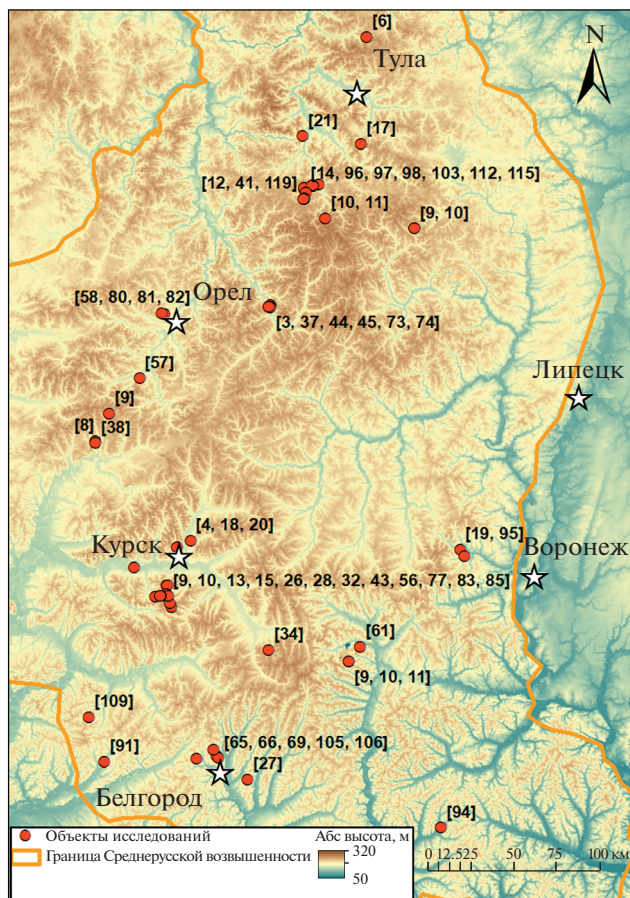 [6]
N
Тула
[21]
[17]
[14, 96, 97, 98, 103, 112, 115]
[12, 41, 119]
[10, 11]
[9, 10]
[58, 80, 81, 82]
Орел
[3, 37, 44, 45, 73, 74]
[57]
Липецк
[9]
[8]
[38]
[4, 18, 20]
[19, 95]
Курск
Воронеж
[9, 10, 13, 15, 26, 28, 32, 43, 56, 77, 83, 85]
[34]
[61]
[9, 10, 11]
[109]
[91]
[65, 66, 69, 105, 106]
[27]
Белгород
[94]
Объекты исследований
Абс высота, м
Граница Среднерусской возвышенности
320
50
0 12.525 50 75 100 км